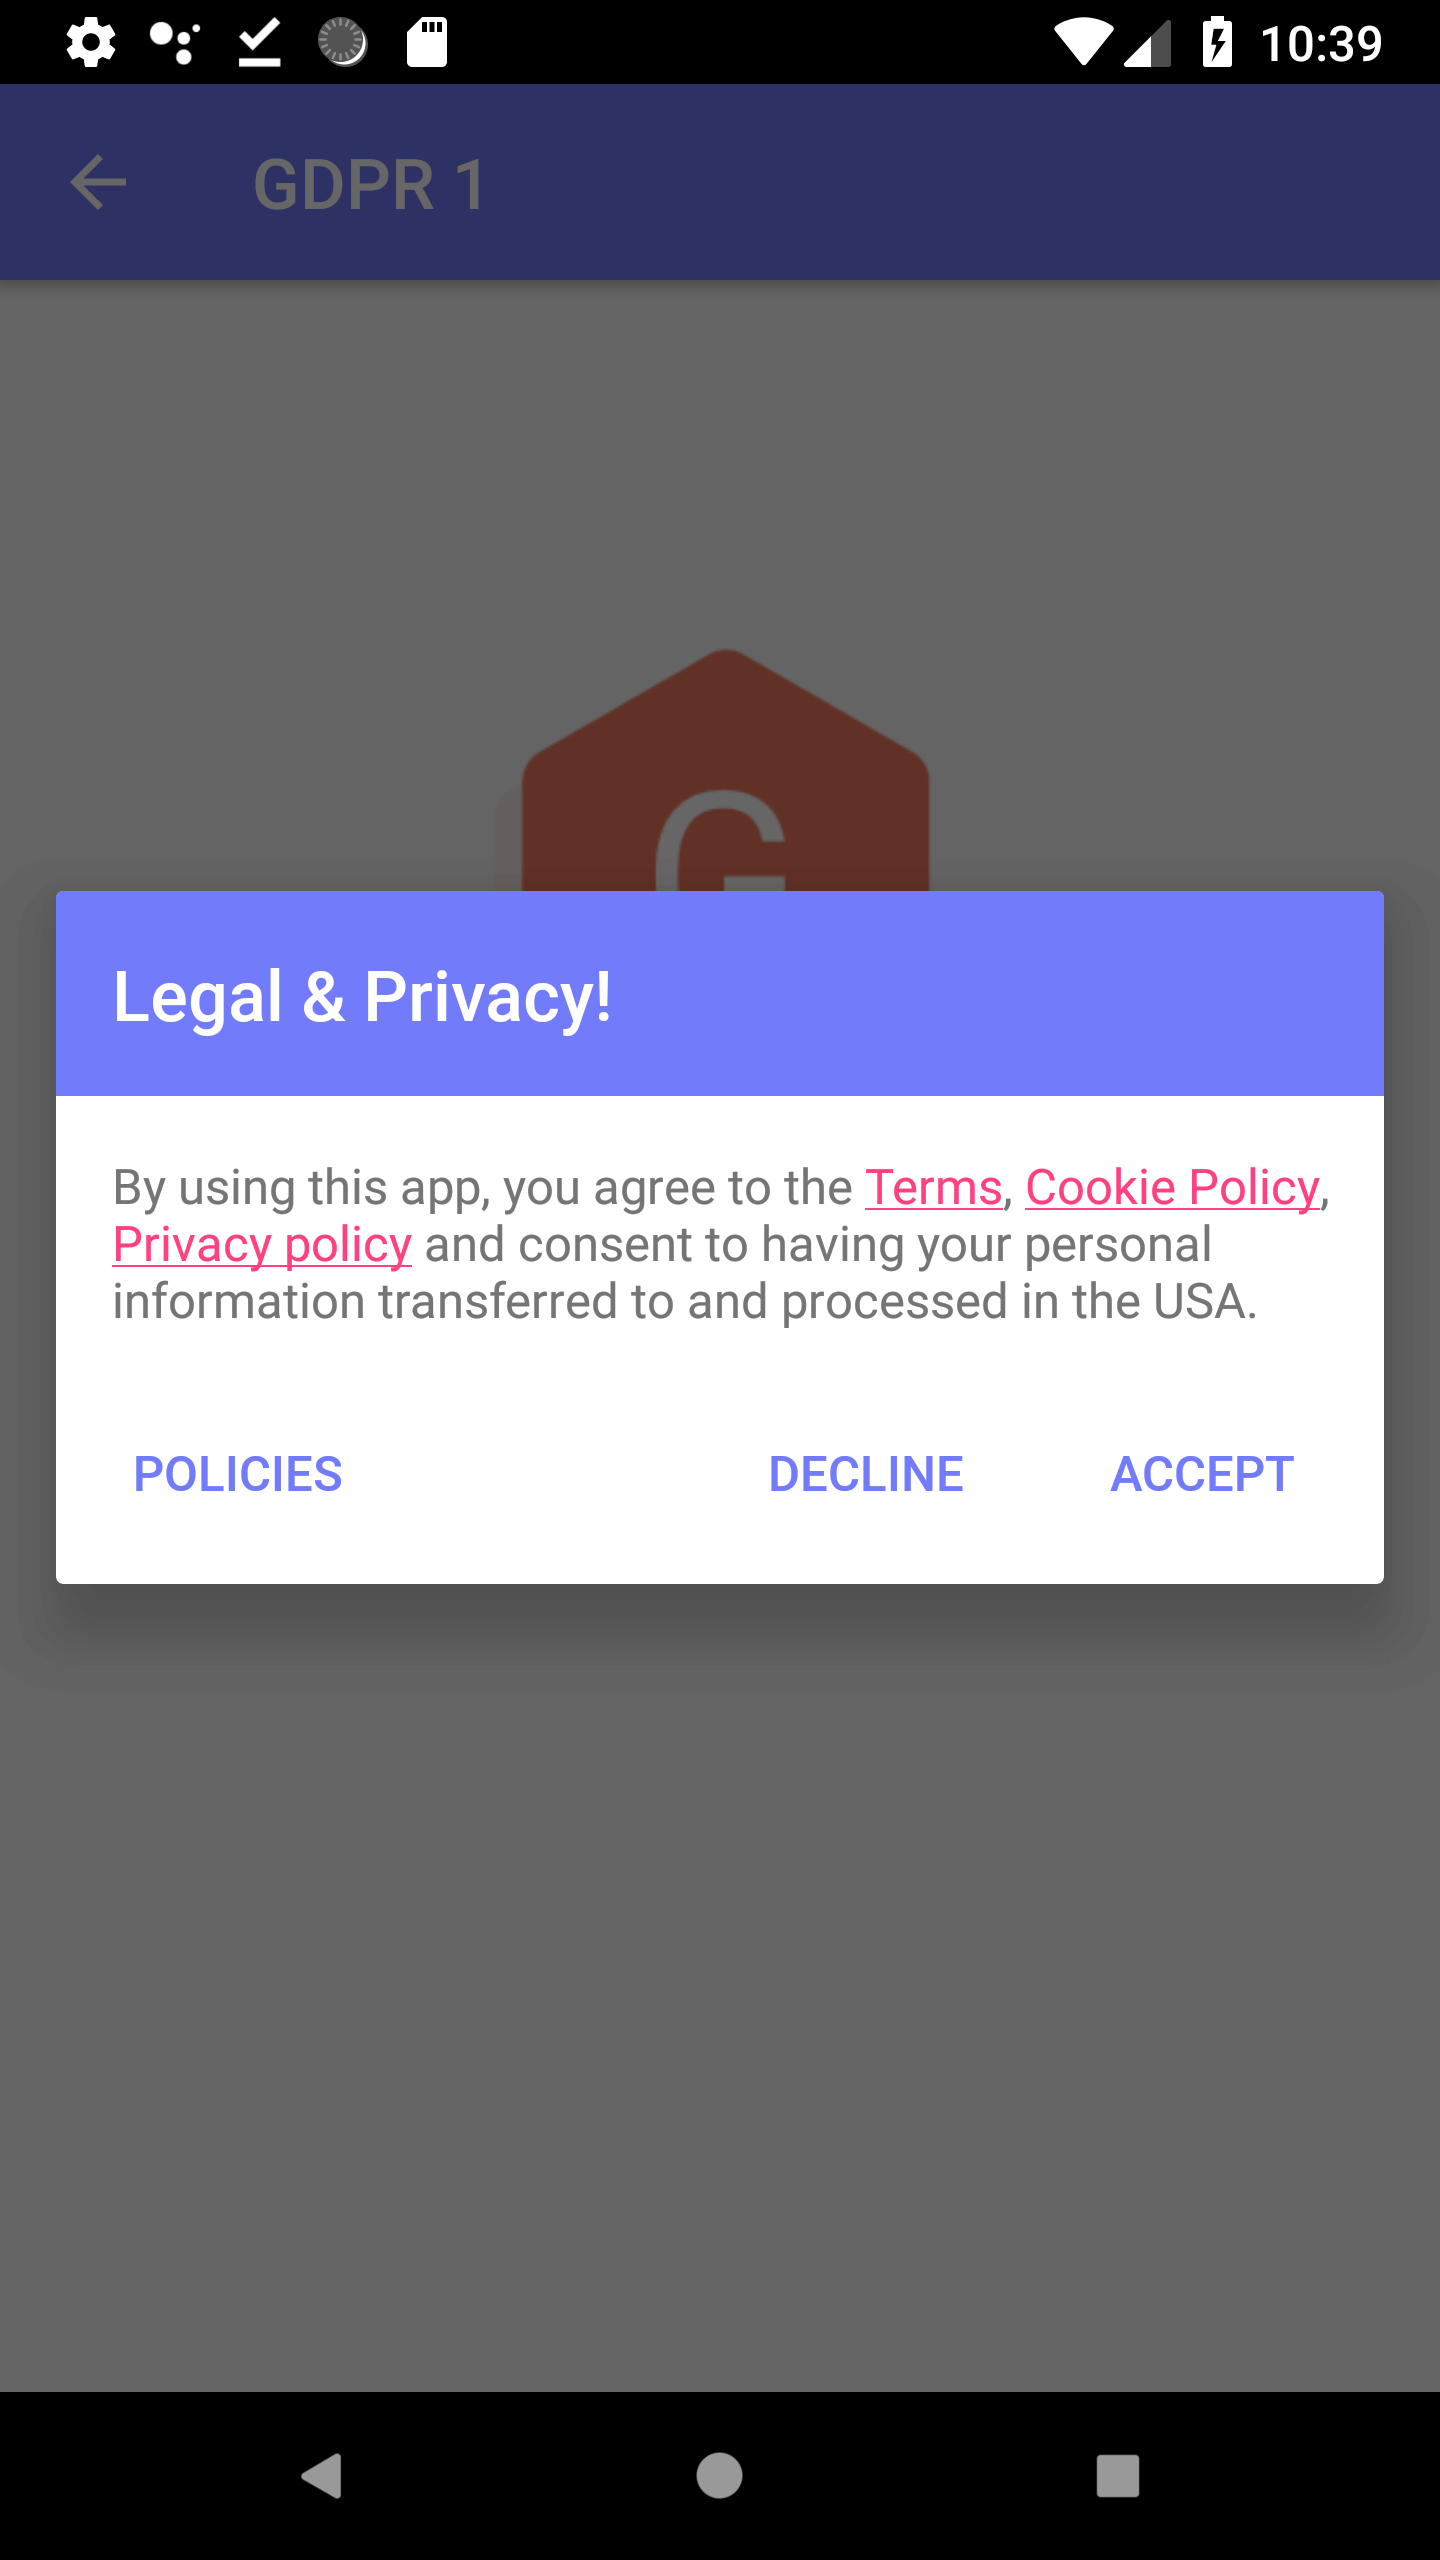 10:39
GDPR 1
G
Legal & Privacy!
By using this app, you agree to the Terms, Cookie Policy,
Privacy policy and consent to having your personal
information transferred to and processed in the USA.
POLICIES DECLINE ACCEPT